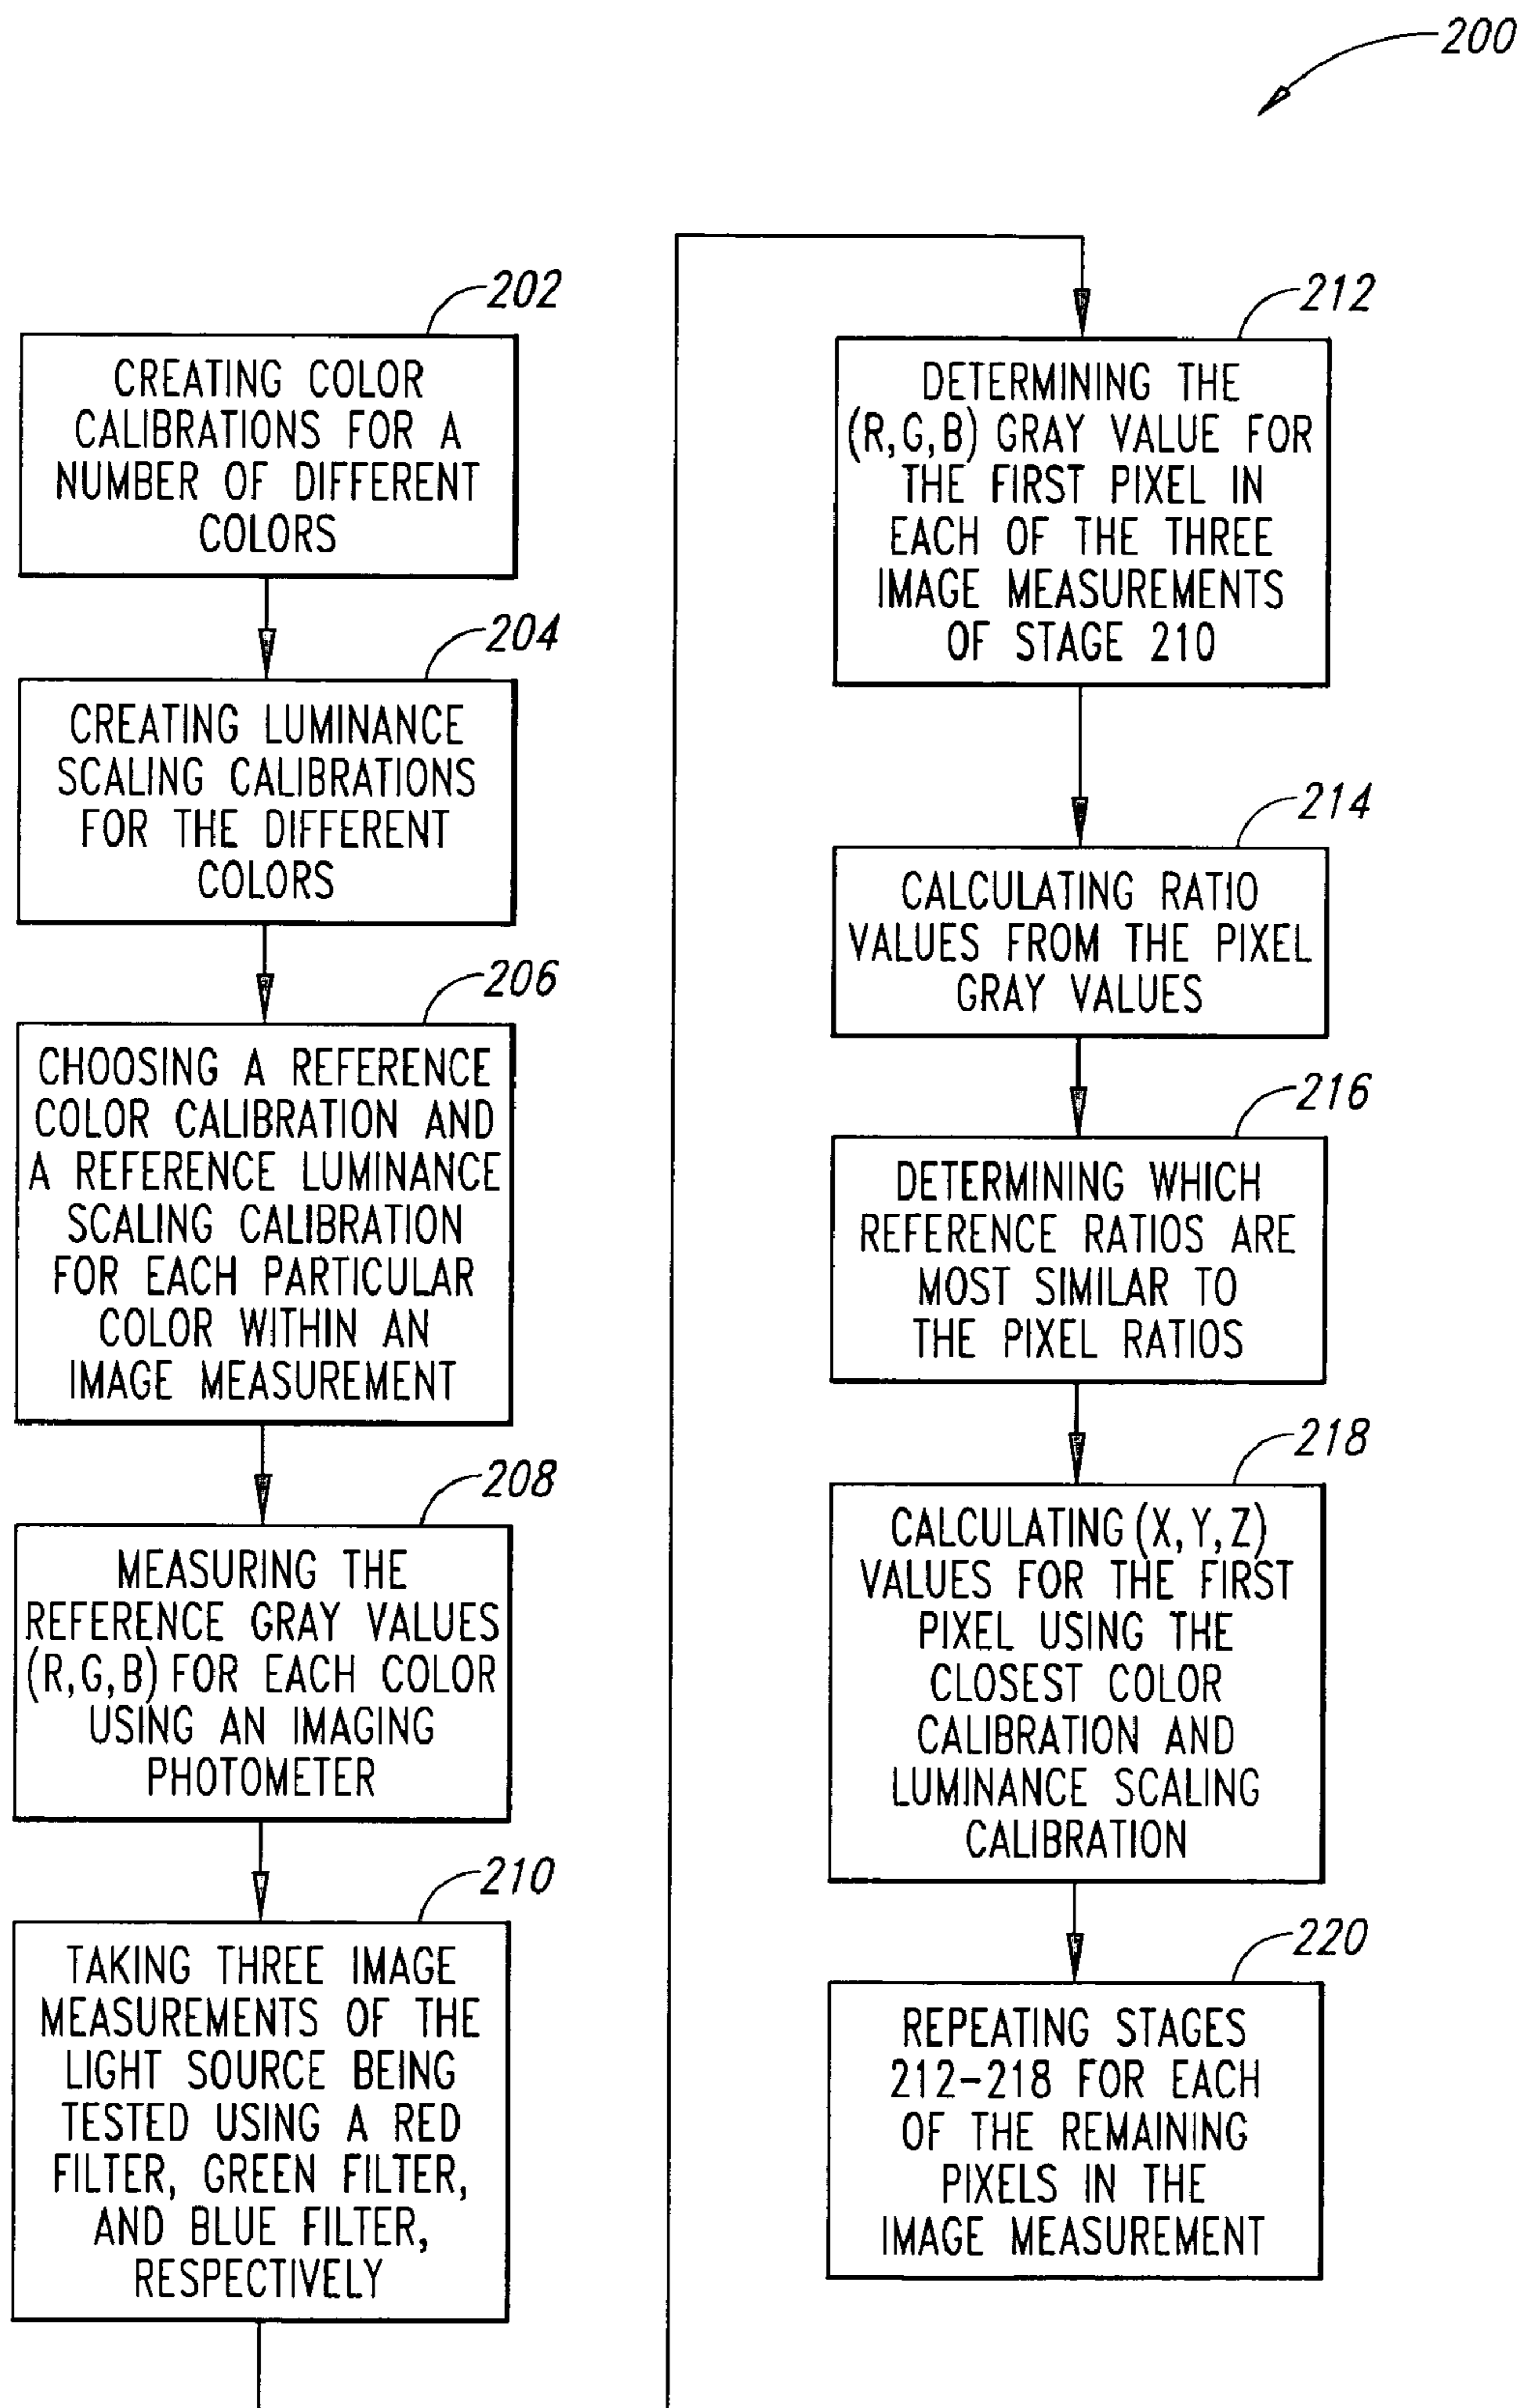 200
202
CREATING COLOR
CALIBRATIONS FOR A
NUMBER OF DIFFERENT
COLORS
204
CREATING LUMINANCE
SCALING CALIBRATIONS
FOR THE DIFFERENT
COLORS
206
CHOOSING A REFERENCE
COLOR CALIBRATION AND
A REFERENCE LUMINANCE
SCALING CALIBRATION
FOR EACH PARTICULAR
COLOR WITHIN AN
IMAGE MEASUREMENT
208
MEASURING THE
REFERENCE GRAY VALUES
(R,G,B) FOR EACH COLOR
USING AN IMAGING
PHOTOMETER
210
TAKING THREE IMAGE
MEASUREMENTS OF THE
LIGHT SOURCE BEING
TESTED USING A RED
FILTER, GREEN FILTER,
AND BLUE FILTER,
RESPECTIVELY
212
DETERMINING THE
(R,G,B) GRAY VALUE FOR
THE FIRST PIXEL IN
EACH OF THE THREE
IMAGE MEASUREMENTS
OF STAGE 210
214
CALCULATING RATIO
VALUES FROM THE PIXEL
GRAY VALUES
216
DETERMINING WHICH
REFERENCE RATIOS ARE
MOST SIMILAR TO
THE PIXEL RATIOS
218
CALCULATING (X,Y,Z)
VALUES FOR THE FIRST
PIXEL USING THE
CLOSEST COLOR
CALIBRATION AND
LUMINANCE SCALING
CALIBRATION
220
REPEATING STAGES
212-218 FOR EACH
OF THE REMAINING
PIXELS IN THE
IMAGE MEASUREMENT